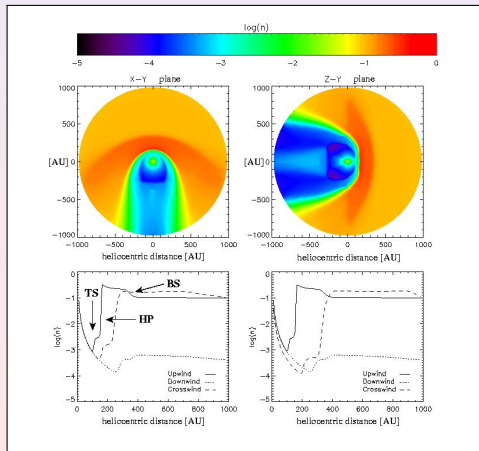 log(n)
-5 -4 -3 -2 -1 0
X-Y plane
Z-Y plane
1000
500
[AU] 0
-500
-1000
-1000 -500 0 500 1000
heliocentric distance [AU]
1000
500
0
-500
-1000
-1000 -500 0 500 1000
heliocentric distance [AU]
TS
BS
HP
log(n)
-1
-2
-3
-4
-5
Upwind
Downwind
Crosswind
0 200 400 600 800 1000
heliocentric distance [AU]
log(n)
-1
-2
-3
-4
-5
Upwind
Downwind
Crosswind
0 200 400 600 800 1000
heliocentric distance [AU]